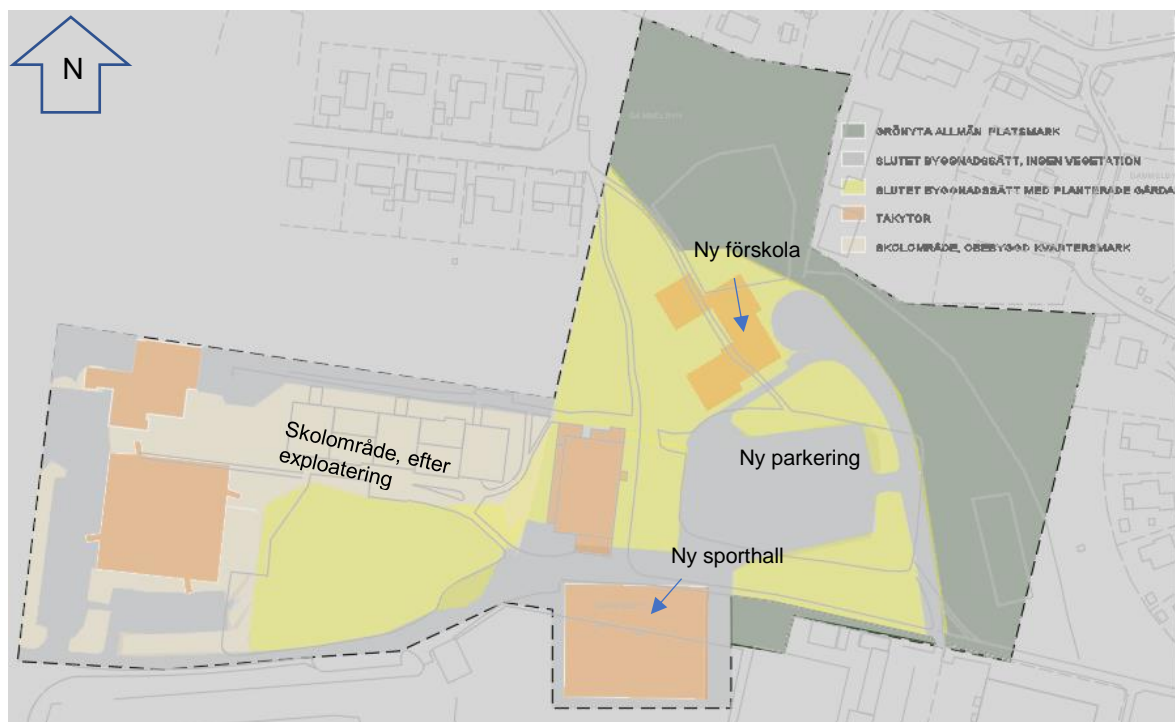 N
GRÖNYTA ALLMÄN PLATSMARK
SLUTET BYGGNADSSÄTT, INGEN VEGETATION
SLUTET BYGGNADSSÄTT MED PLANTERADE GÅRDA
TAKYTOR
SKOLOMRÅDE, OBEBYGGD KVARTERSMARK
Ny förskola
Skolområde, efter
exploatering
Ny parkering
Ny sporthall